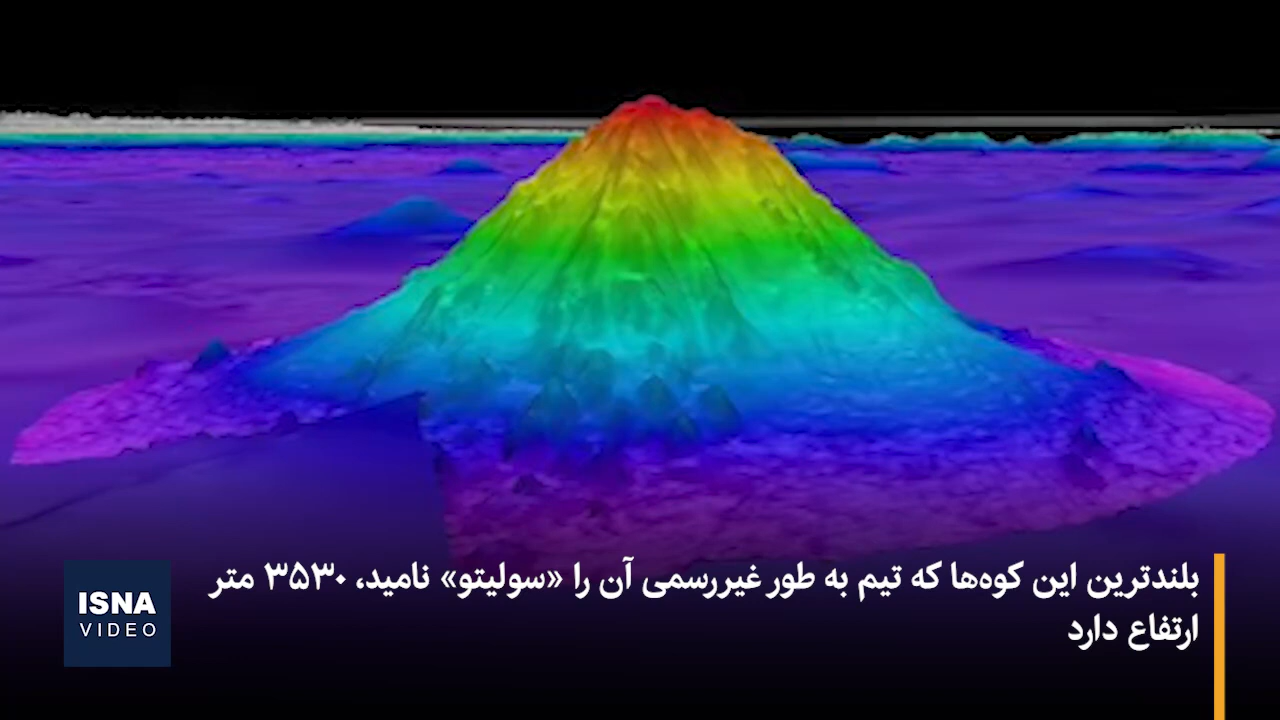 بلندترین این کوه‌ها که تیم به طور غیررسمی آن را «سولیتو» نامید، ۳۵۳۰ متر
ارتفاع دارد
ISNA
VIDEO